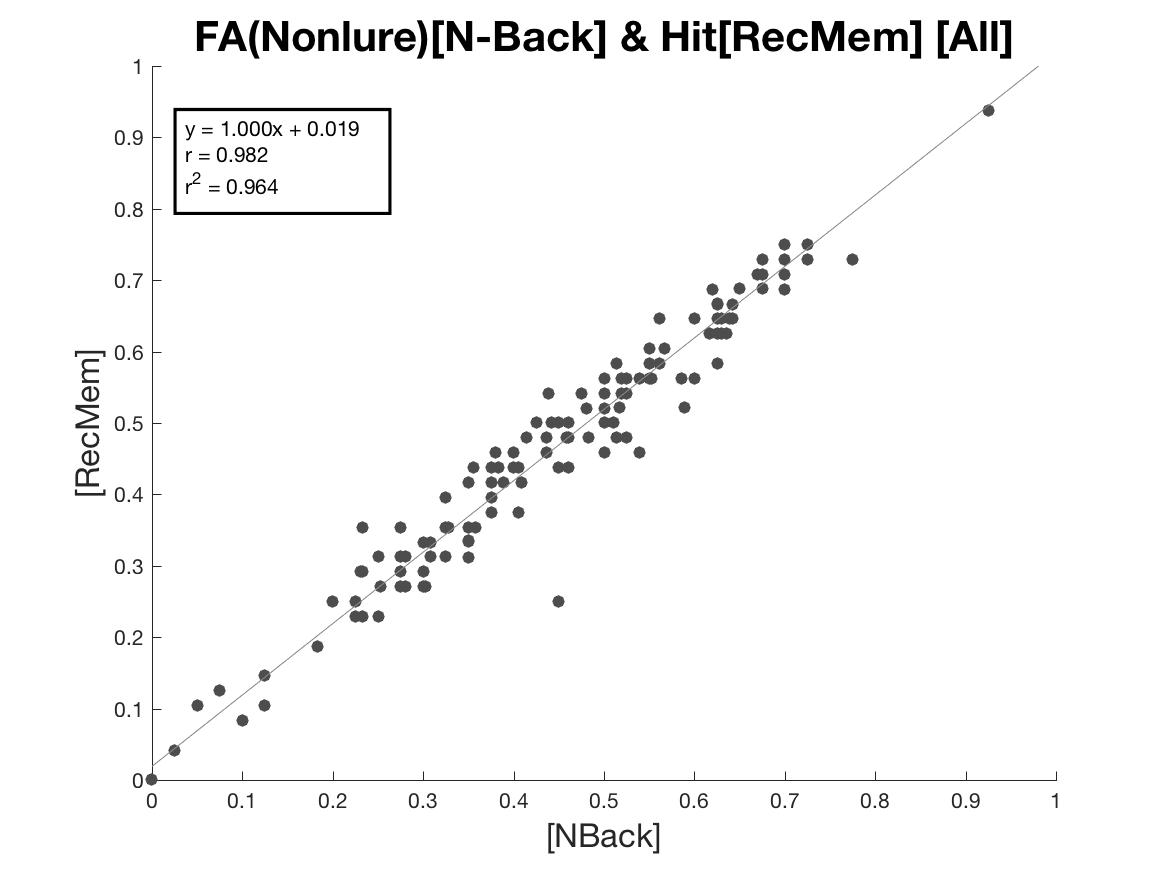 FA(Nonlure)[N-Back] & Hit[RecMem] [All]
y = 1.000x + 0.019
r = 0.982
r² = 0.964
1
0.9
0.8
0.7
0.6
0.5
0.4
0.3
0.2
0.1
0
[RecMem]
0 0.1 0.2 0.3 0.4 0.5 0.6 0.7 0.8 0.9 1
[NBack]